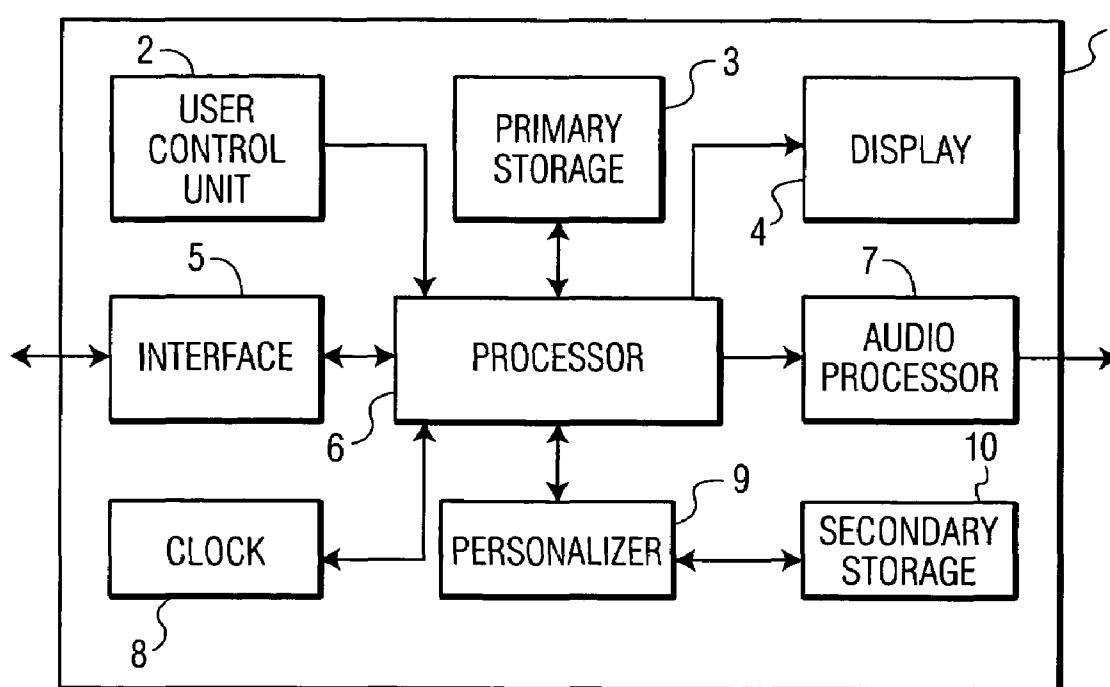 2
USER
CONTROL
UNIT
3
PRIMARY
STORAGE
DISPLAY
4
5
INTERFACE
PROCESSOR
6
7
AUDIO
PROCESSOR
CLOCK
8
9
PERSONALIZER
10
SECONDARY
STORAGE